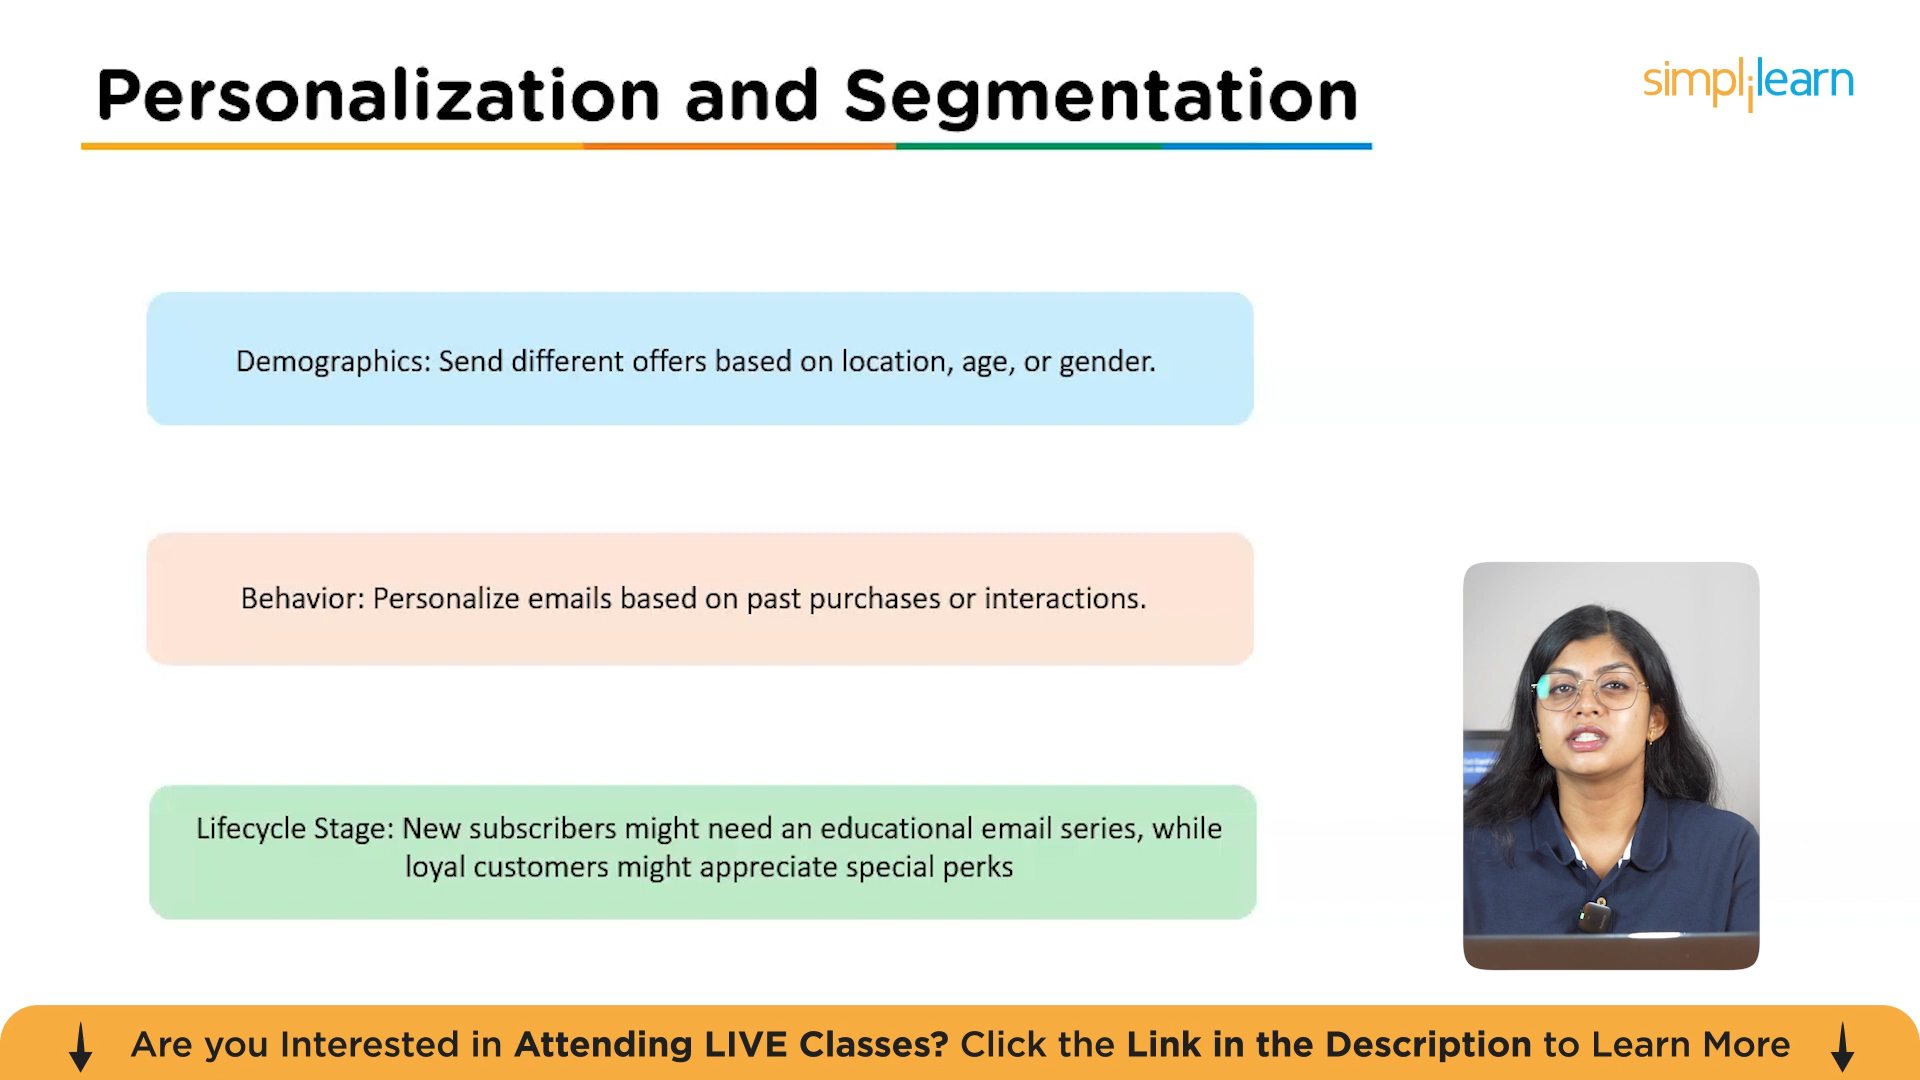 Personalization and Segmentation
simplilearn
Demographics: Send different offers based on location, age, or gender.
Behavior: Personalize emails based on past purchases or interactions.
Lifecycle Stage: New subscribers might need an educational email series, while
loyal customers might appreciate special perks
Are you Interested in Attending LIVE Classes? Click the Link in the Description to Learn More